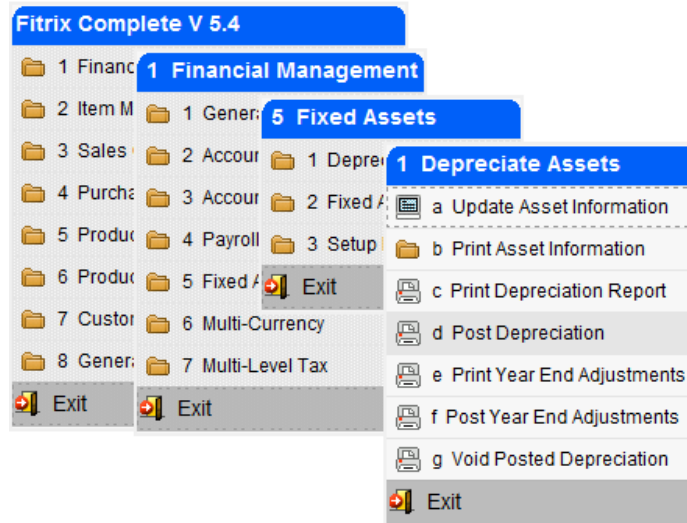 Fitrix Complete V 5.4
1 Financ
2 Item M
3 Sales
4 Purcha
5 Produc
6 Produc
7 Custor
8 Genera
Exit
1 Financial Management
1 Genera
2 Accour
3 Accour
4 Payroll
5 Fixed A
6 Multi-Currency
7 Multi-Level Tax
Exit
5 Fixed Assets
1 Depre
2 Fixed A
3 Setup
Exit
1 Depreciate Assets
a Update Asset Information
b Print Asset Information
c Print Depreciation Report
d Post Depreciation
e Print Year End Adjustments
f Post Year End Adjustments
g Void Posted Depreciation
Exit